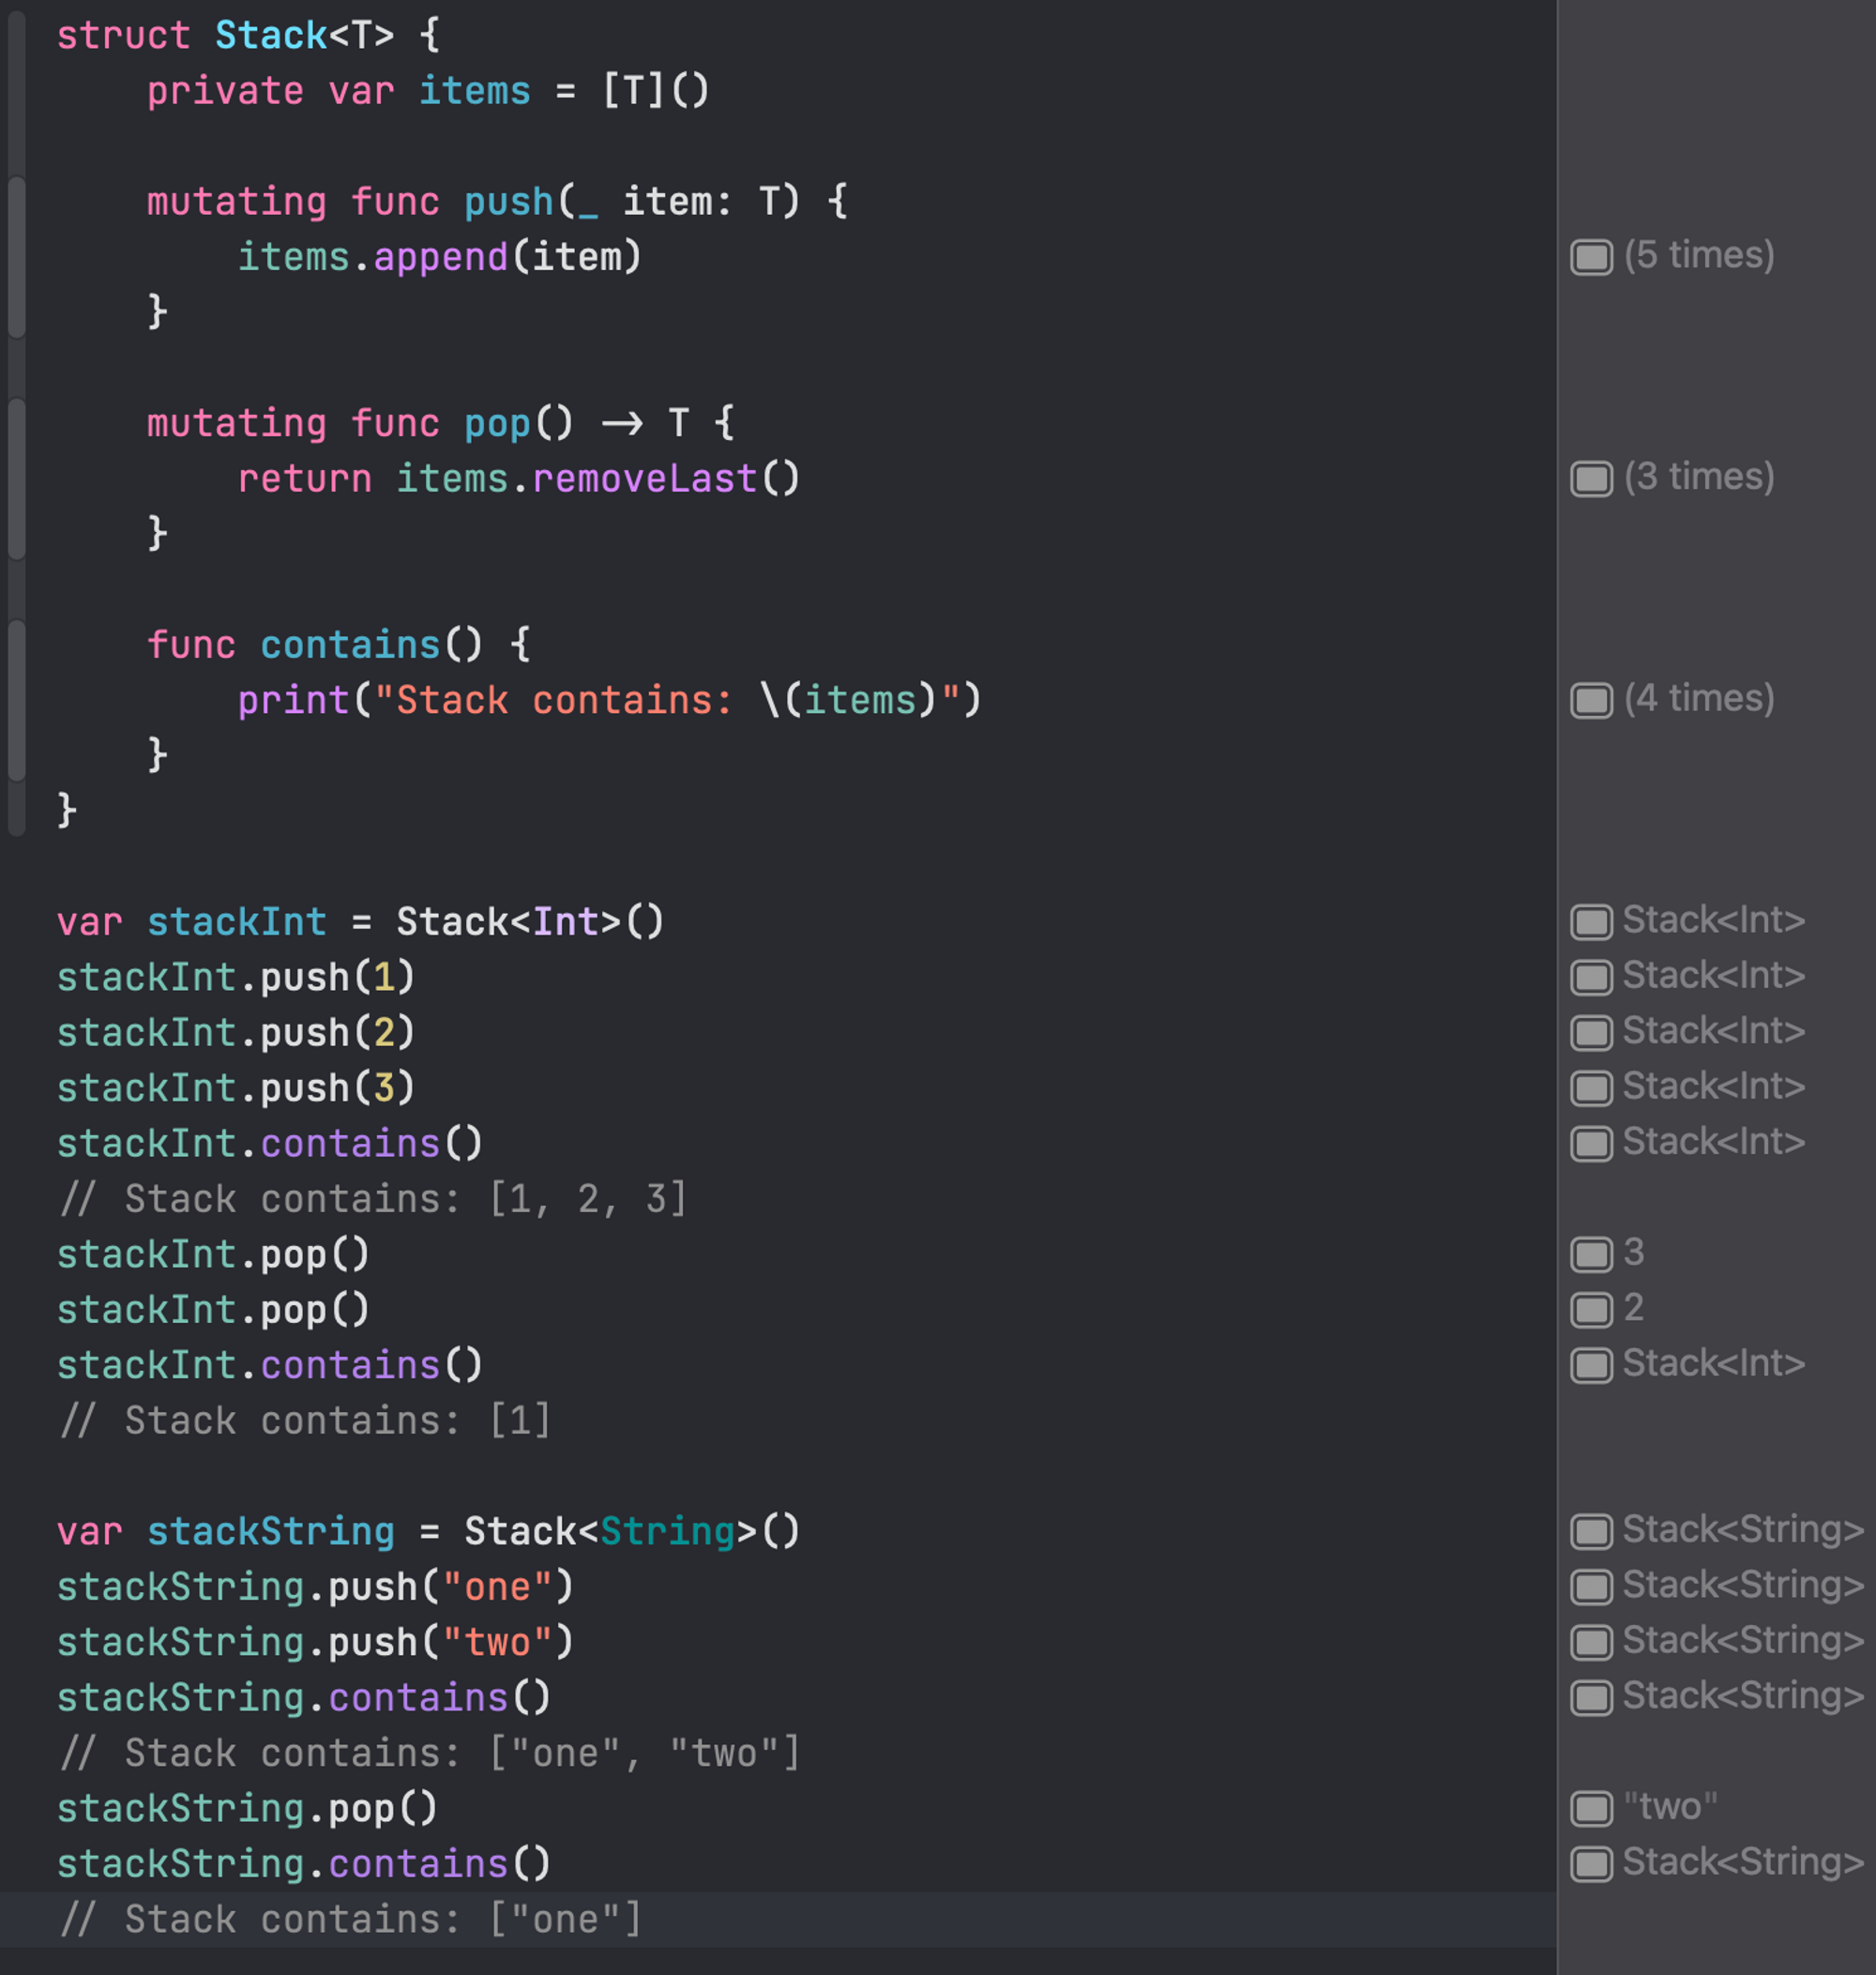 struct Stack<T> {
    private var items = [T]()
    mutating func push(_ item: T) {
        items.append(item) (5 times)
    }
    mutating func pop() -> T {
        return items.removeLast() (3 times)
    }
    func contains() {
        print("Stack contains: \(items)") (4 times)
    }
}
var stackInt = Stack<Int>() Stack<Int>
stackInt.push(1) Stack<Int>
stackInt.push(2) Stack<Int>
stackInt.push(3) Stack<Int>
stackInt.contains() Stack<Int>
// Stack contains: [1, 2, 3]
stackInt.pop() 3
stackInt.pop() 2
stackInt.contains() Stack<Int>
// Stack contains: [1]
var stackString = Stack<String>() Stack<String>
stackString.push("one") Stack<String>
stackString.push("two") Stack<String>
stackString.contains() Stack<String>
// Stack contains: ["one", "two"]
stackString.pop() "two"
stackString.contains() Stack<String>
// Stack contains: ["one"]